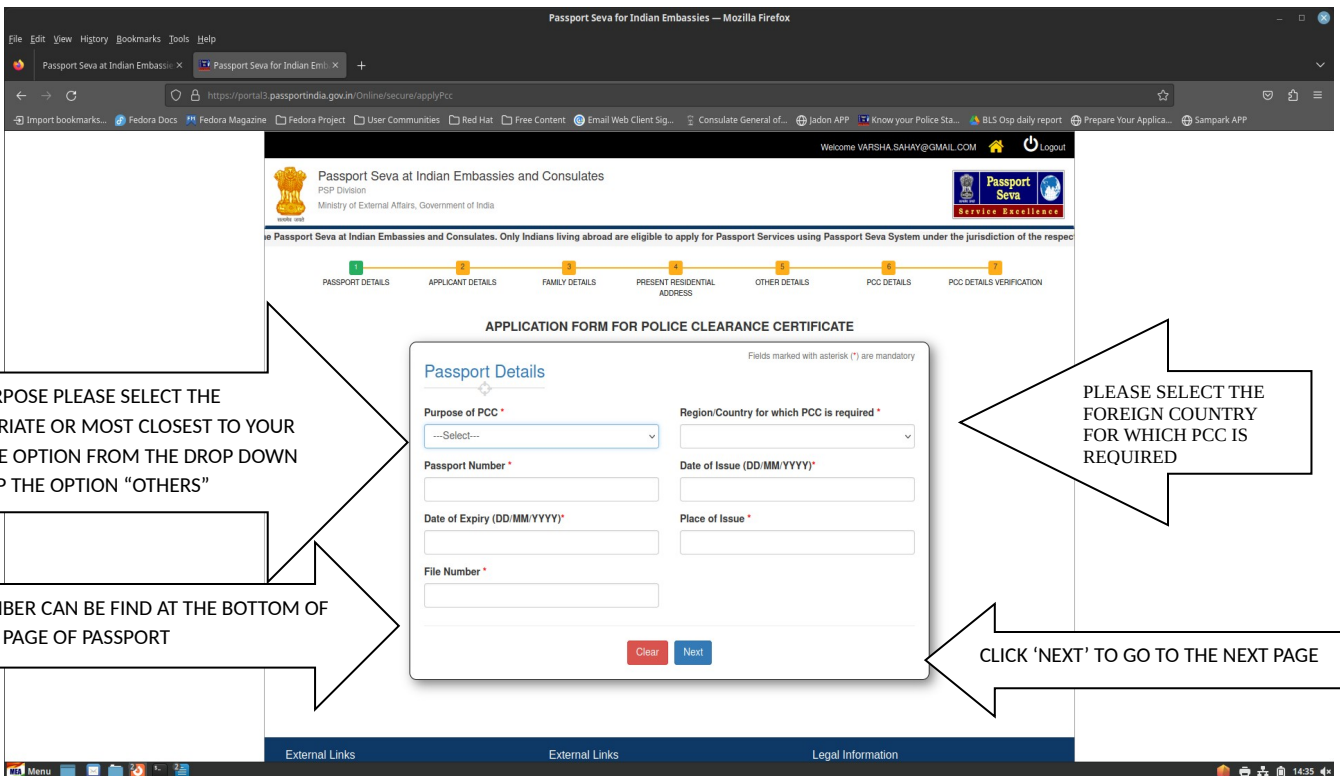 Passport Seva for Indian Embassies — Mozilla Firefox
File Edit View History Bookmarks Tools Help
Passport Seva at Indian Embassie Passport Seva for Indian Emb
https://portal3.passportindia.gov.in/Online/secure/applyPcc
Import bookmarks... Fedora Docs Fedora Magazine Fedora Project User Communities Red Hat Free Content Email Web Client Sig... Consulate General of... Jadon APP Know your Police Sta... BLS Osp daily report Prepare Your Applica... Sampark APP
Welcome VARSHA.SAHAY@GMAIL.COM Logout
Passport Seva at Indian Embassies and Consulates
PSP Division
Ministry of External Affairs, Government of India
सत्यमेव जयते
Passport
Seva
Service Excellence
e Passport Seva at Indian Embassies and Consulates. Only Indians living abroad are eligible to apply for Passport Services using Passport Seva System under the jurisdiction of the respec
1 2 3 4 5 6 7
PASSPORT DETAILS APPLICANT DETAILS FAMILY DETAILS PRESENT RESIDENTIAL ADDRESS OTHER DETAILS PCC DETAILS PCC DETAILS VERIFICATION
APPLICATION FORM FOR POLICE CLEARANCE CERTIFICATE
Fields marked with asterisk (*) are mandatory
Passport Details
Purpose of PCC * Region/Country for which PCC is required *
---Select---
Passport Number * Date of Issue (DD/MM/YYYY)*
Date of Expiry (DD/MM/YYYY)* Place of Issue *
File Number *
Clear Next
RPOSE PLEASE SELECT THE
RIATE OR MOST CLOSEST TO YOUR
E OPTION FROM THE DROP DOWN
P THE OPTION “OTHERS”
PLEASE SELECT THE
FOREIGN COUNTRY
FOR WHICH PCC IS
REQUIRED
MBER CAN BE FIND AT THE BOTTOM OF
PAGE OF PASSPORT
CLICK ‘NEXT’ TO GO TO THE NEXT PAGE
External Links External Links Legal Information
MEA Menu 14:35